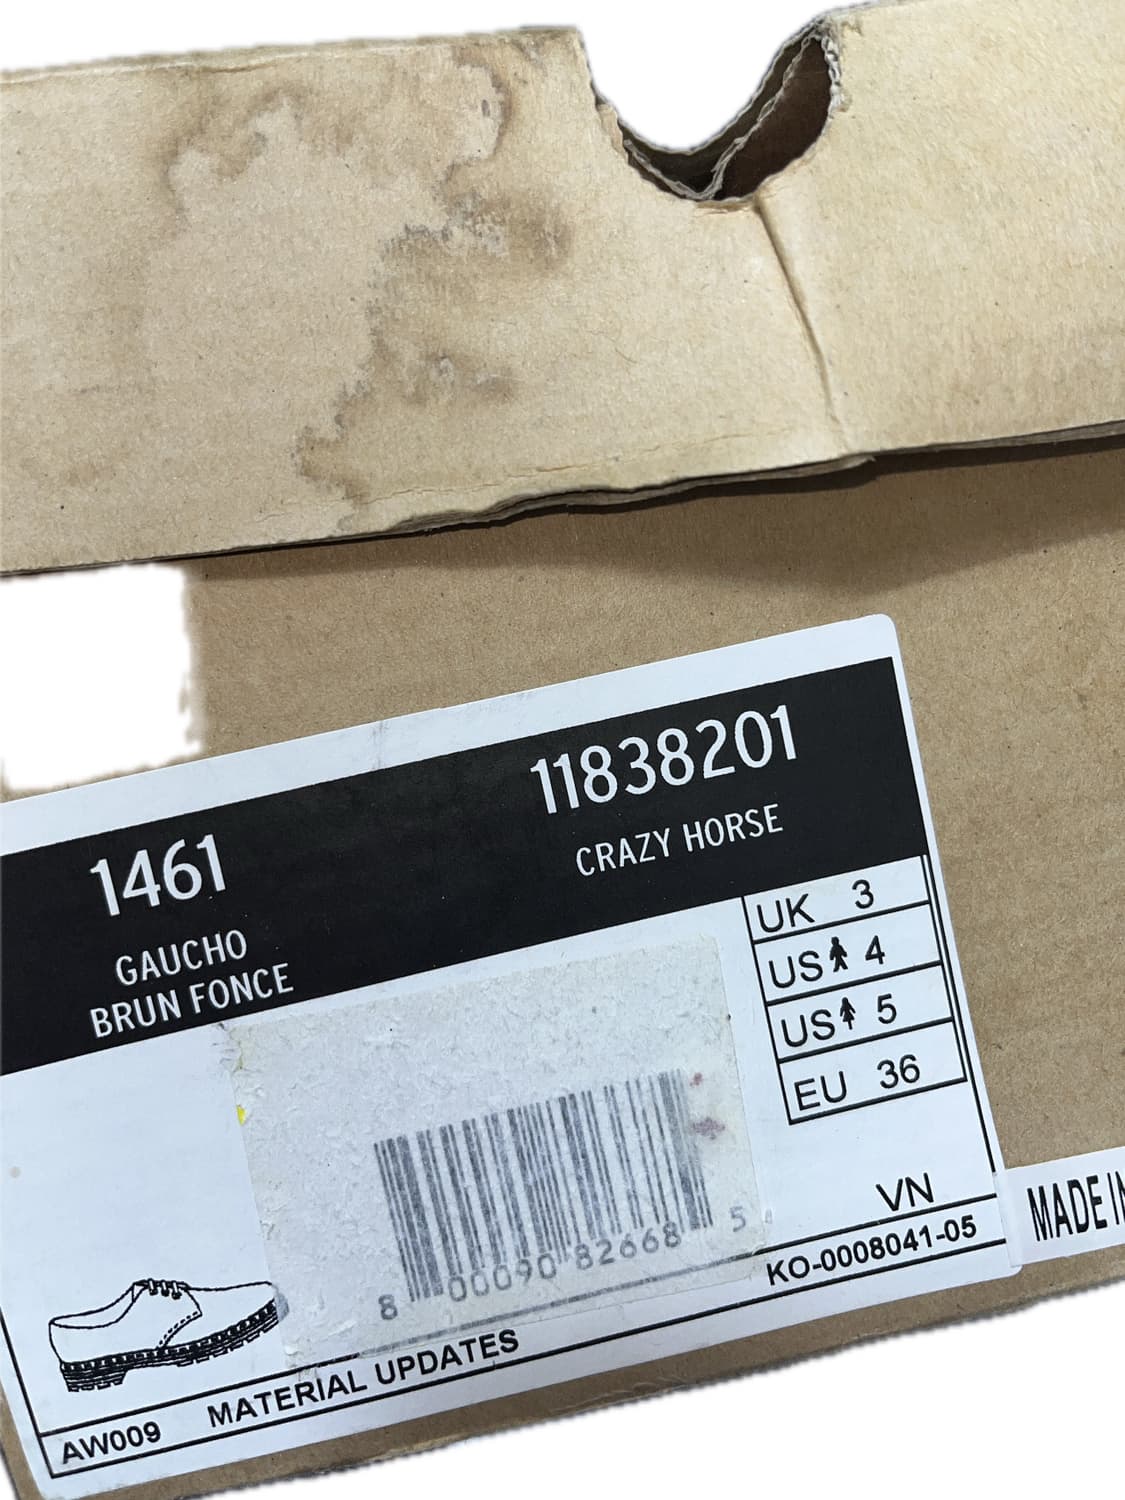 1461
GAUCHO
BRUN FONCE
11838201
CRAZY HORSE
UK 3
US 4
US 5
EU 36
8 00090 82668 5
VN
KO-0008041-05
MADE IN
AW009 MATERIAL UPDATES